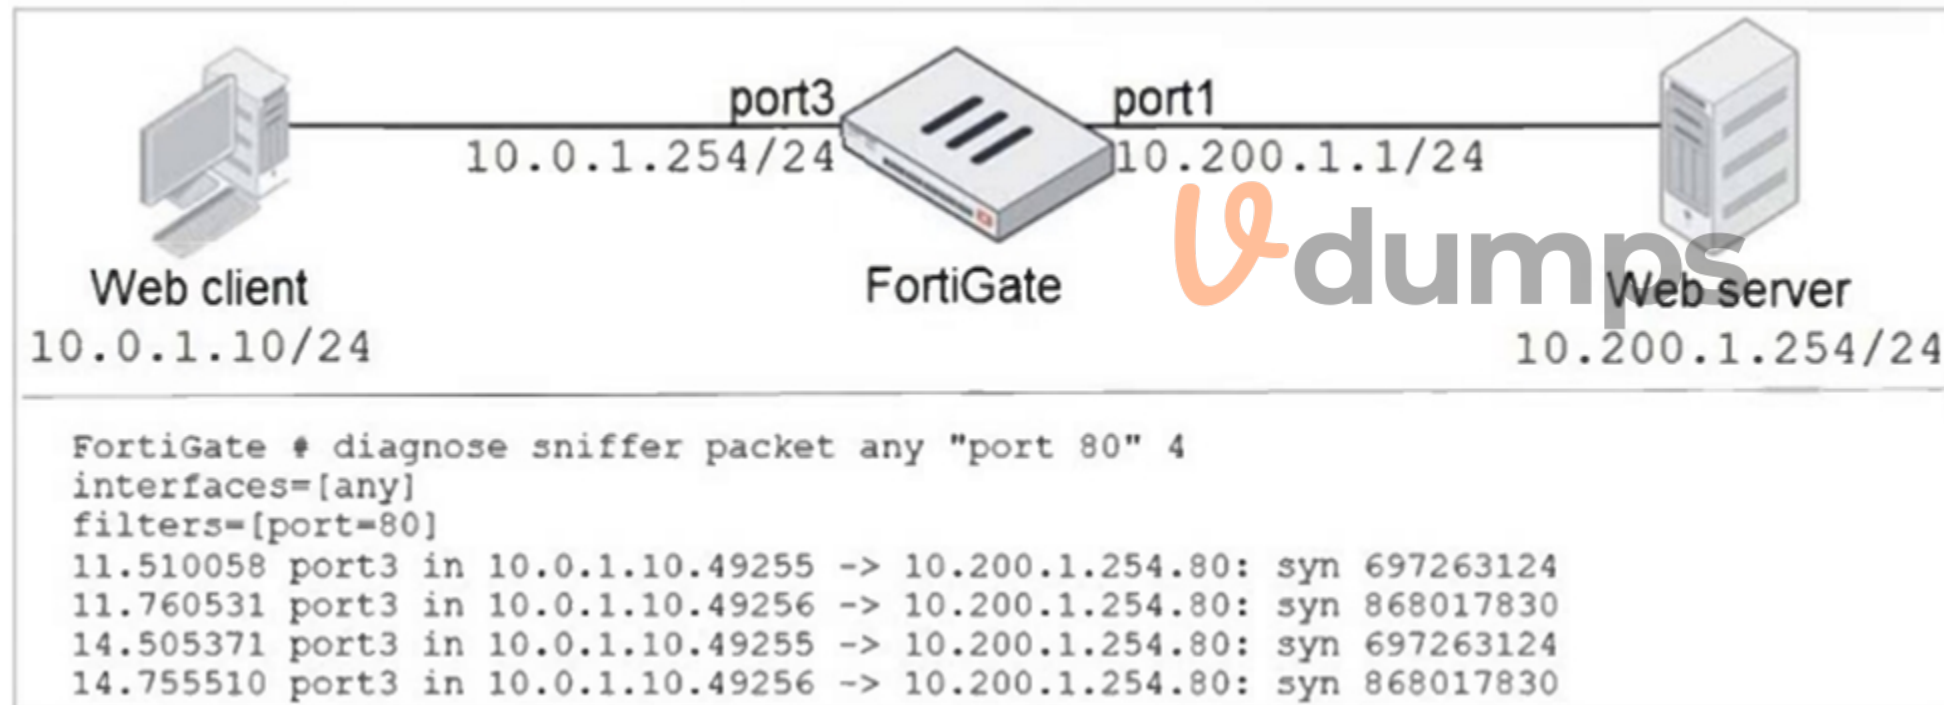 port3
port1
10.0.1.254/24
10.200.1.1/24
Vdumps
Web client
FortiGate
Web server
10.0.1.10/24
10.200.1.254/24
FortiGate # diagnose sniffer packet any "port 80" 4
interfaces=[any]
filters=[port=80]
11.510058 port3 in 10.0.1.10.49255 -> 10.200.1.254.80: syn 697263124
11.760531 port3 in 10.0.1.10.49256 -> 10.200.1.254.80: syn 868017830
14.505371 port3 in 10.0.1.10.49255 -> 10.200.1.254.80: syn 697263124
14.755510 port3 in 10.0.1.10.49256 -> 10.200.1.254.80: syn 868017830